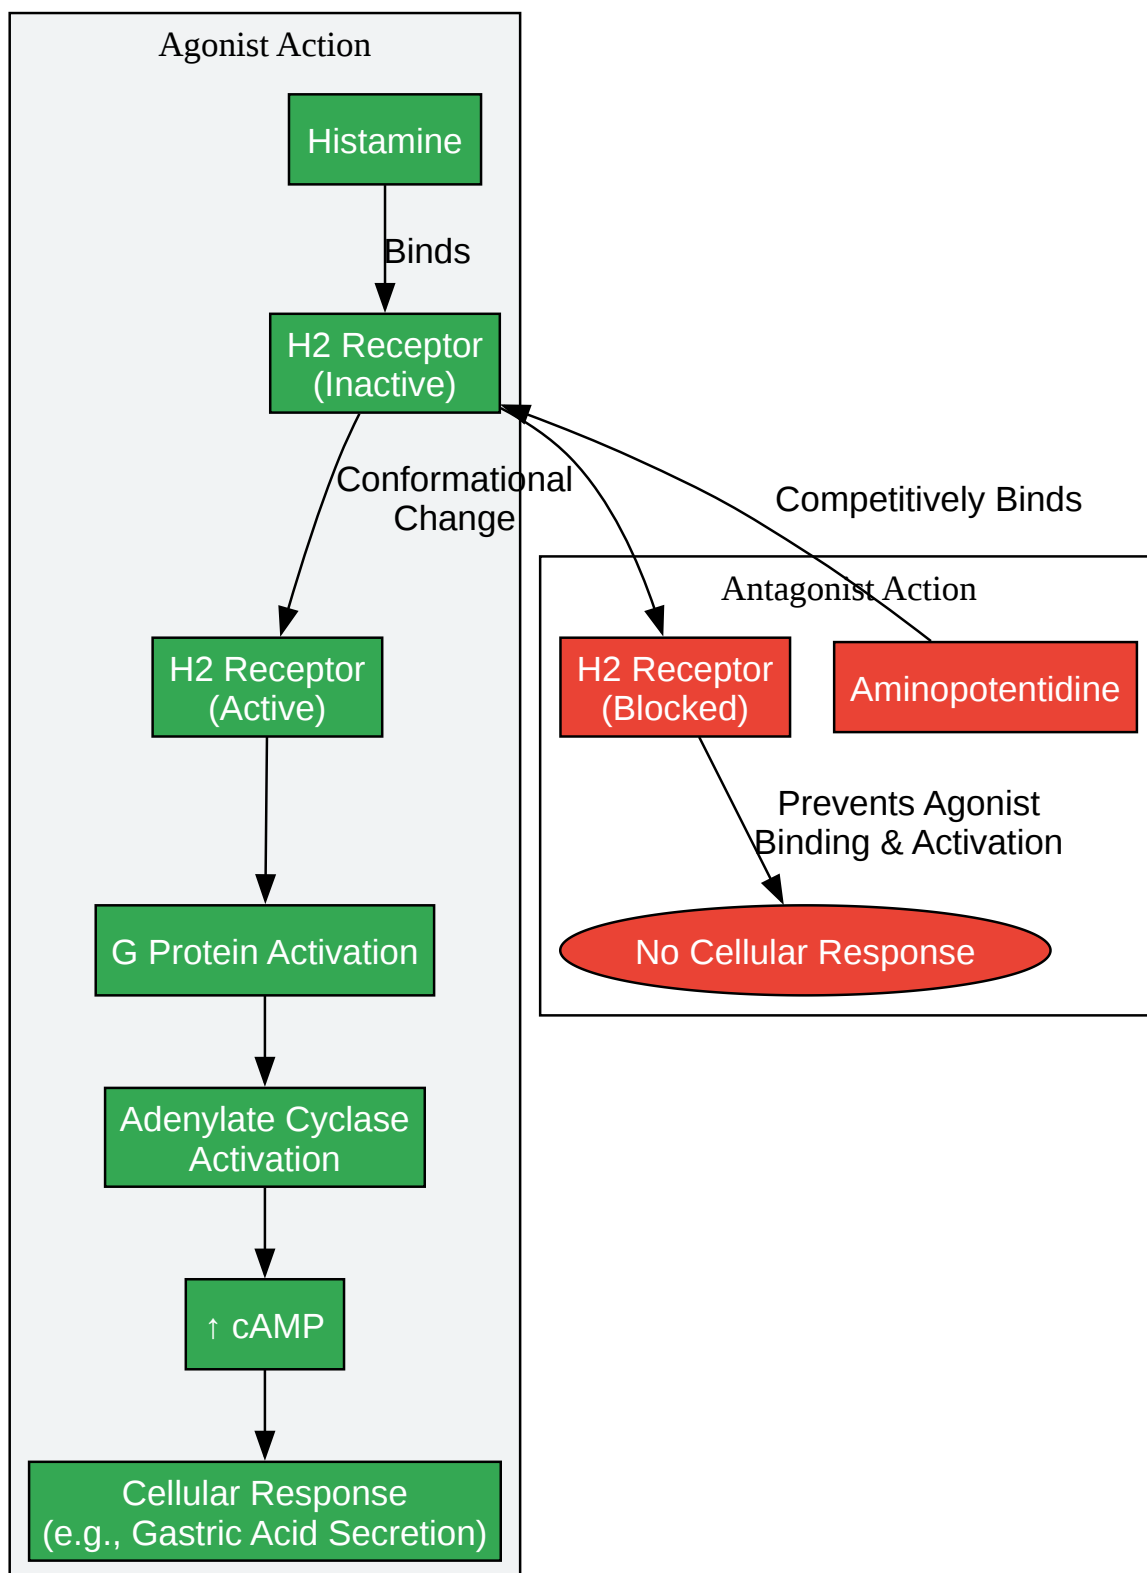 Agonist Action
Histamine
Binds
H2 Receptor
(Inactive)
Conformational
Change
H2 Receptor
(Active)
G Protein Activation
Adenylate Cyclase
Activation
↑ cAMP
Cellular Response
(e.g., Gastric Acid Secretion)
Competitively Binds
Antagonist Action
H2 Receptor
(Blocked)
Aminopotentidine
Prevents Agonist
Binding & Activation
No Cellular Response